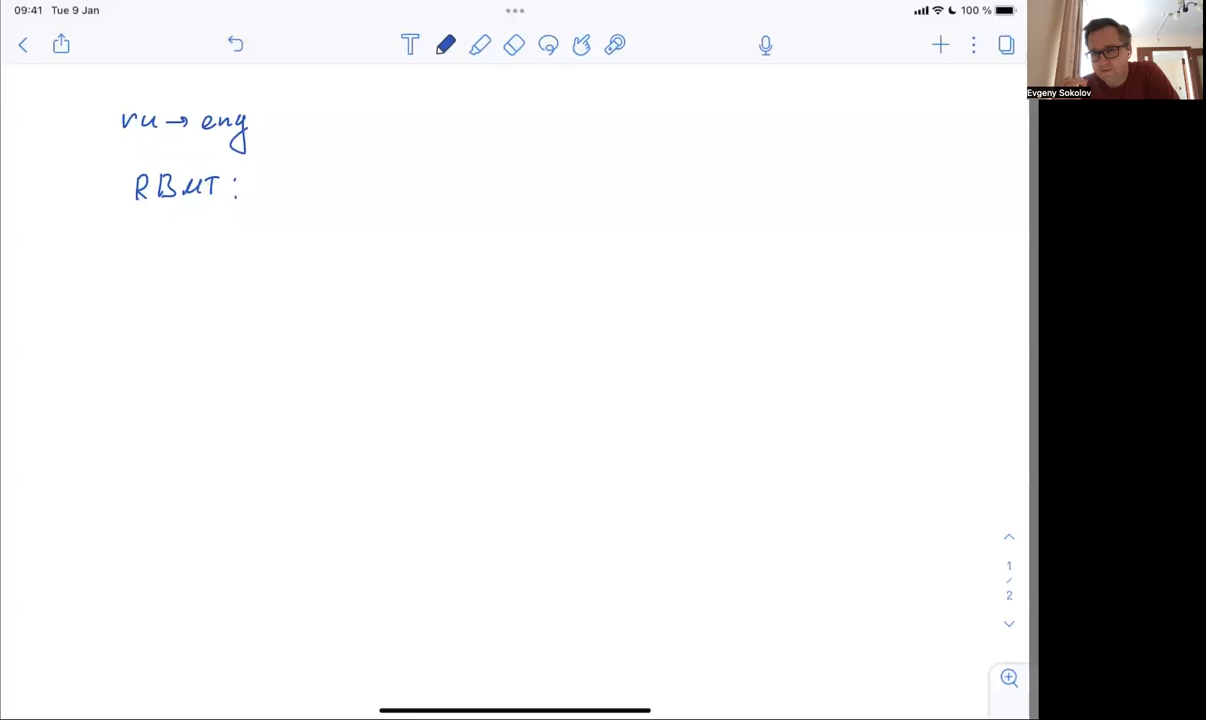 09:41 Tue 9 Jan
100 %
Evgeny Sokolov
ru → eng
RBMT :
1
/
2